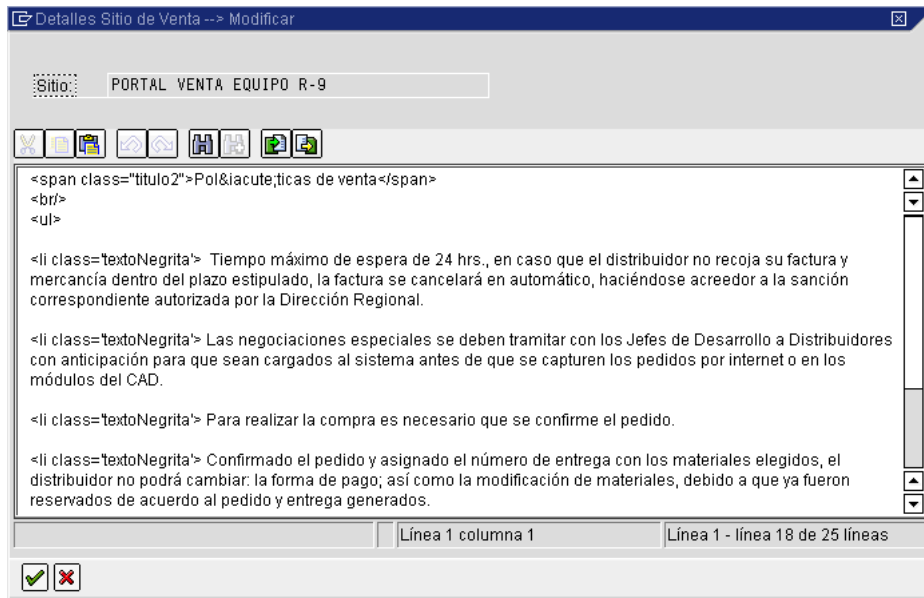 Detalles Sitio de Venta --> Modificar
Sitio: PORTAL VENTA EQUIPO R-9
<span class="titulo2">Pol&iacute;ticas de venta</span>
<br/>
<ul>
<li class='textoNegrita'> Tiempo máximo de espera de 24 hrs., en caso que el distribuidor no recoja su factura y
mercancía dentro del plazo estipulado, la factura se cancelará en automático, haciéndose acreedor a la sanción
correspondiente autorizada por la Dirección Regional.
<li class='textoNegrita'> Las negociaciones especiales se deben tramitar con los Jefes de Desarrollo a Distribuidores
con anticipación para que sean cargados al sistema antes de que se capturen los pedidos por internet o en los
módulos del CAD.
<li class='textoNegrita'> Para realizar la compra es necesario que se confirme el pedido.
<li class='textoNegrita'> Confirmado el pedido y asignado el número de entrega con los materiales elegidos, el
distribuidor no podrá cambiar: la forma de pago; así como la modificación de materiales, debido a que ya fueron
reservados de acuerdo al pedido y entrega generados.
Línea 1 columna 1 Línea 1 - línea 18 de 25 líneas